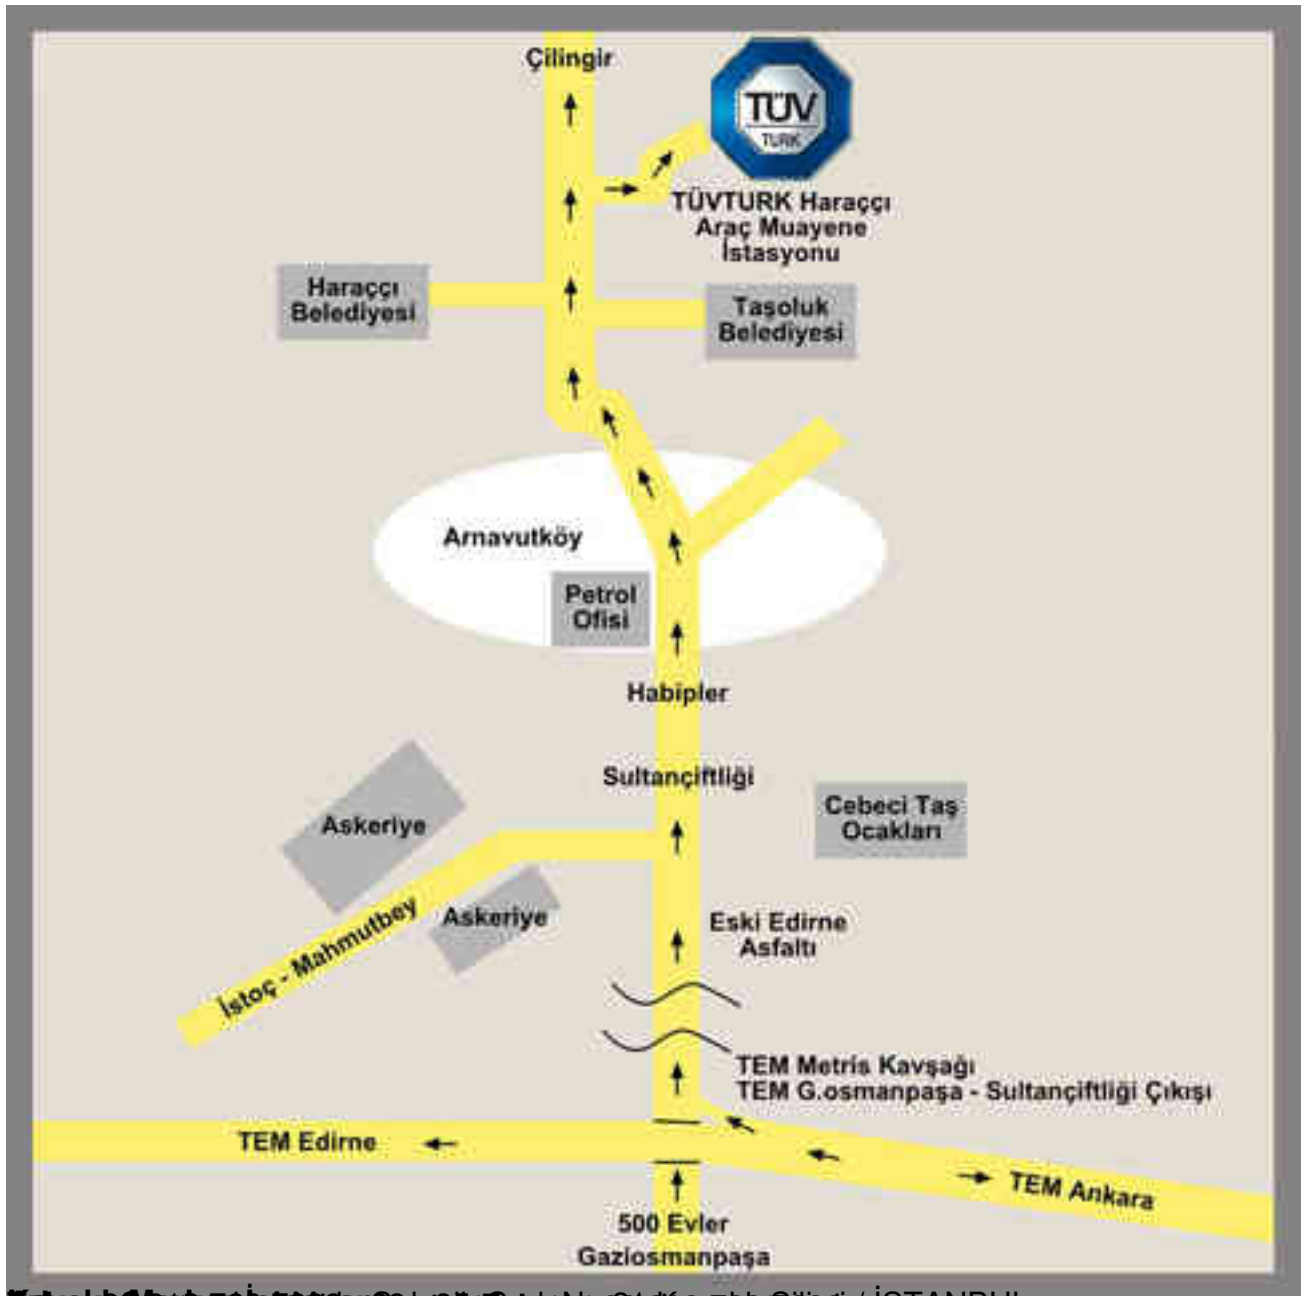 Çilingir
TÜV
TURK
TÜVTURK Haraççı
Araç Muayene
İstasyonu
Haraççı
Belediyesi
Taşoluk
Belediyesi
Arnavutköy
Petrol
Ofisi
Habipler
Sultançiftliği
Askeriye
Cebeci Taş
Ocakları
Askeriye
İstoç - Mahmutbey
Eski Edirne
Asfaltı
TEM Metris Kavşağı
TEM G.osmanpaşa - Sultançiftliği Çıkışı
TEM Edirne
TEM Ankara
500 Evler
Gaziosmanpaşa
/ İSTANBUL